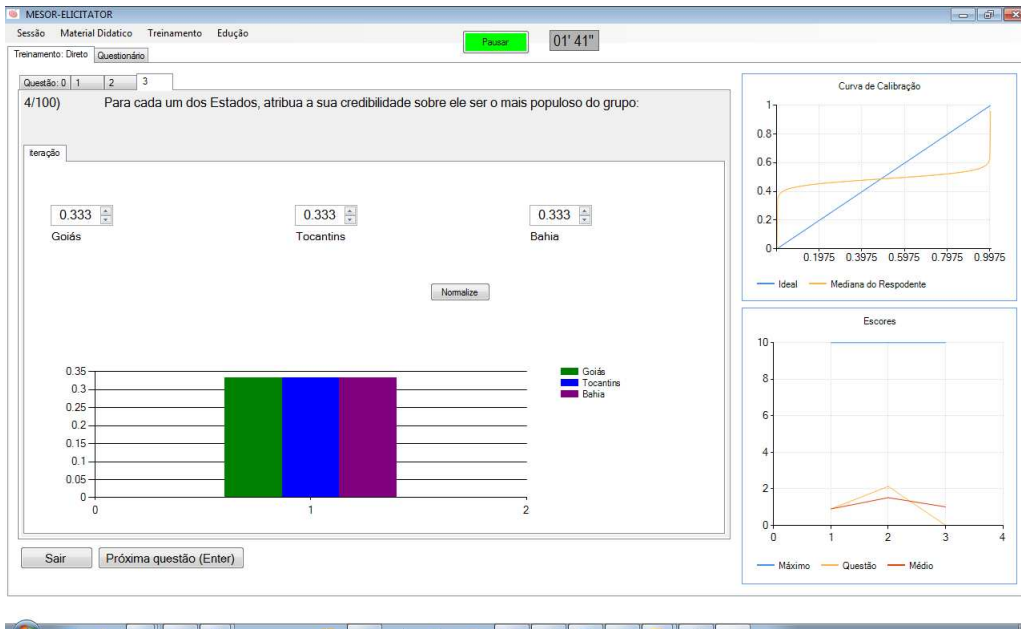 MESOR-ELICITATOR
Sessão Material Didatico Treinamento Edução
Pausar
01' 41"
Treinamento: Direto Questionário
Questão: 0 1 2 3
4/100) Para cada um dos Estados, atribua a sua credibilidade sobre ele ser o mais populoso do grupo:
iteração
0.333 0.333 0.333
Goiás Tocantins Bahia
Normalize
0.35
0.3
0.25
0.2
0.15
0.1
0.05
0
0 1 2
Goiás
Tocantins
Bahia
Sair Próxima questão (Enter)
Curva de Calibração
1
0.8
0.6
0.4
0.2
0
0.1975 0.3975 0.5975 0.7975 0.9975
Ideal Mediana do Respodente
Escores
10
8
6
4
2
0
0 1 2 3 4
Máximo Questão Médio